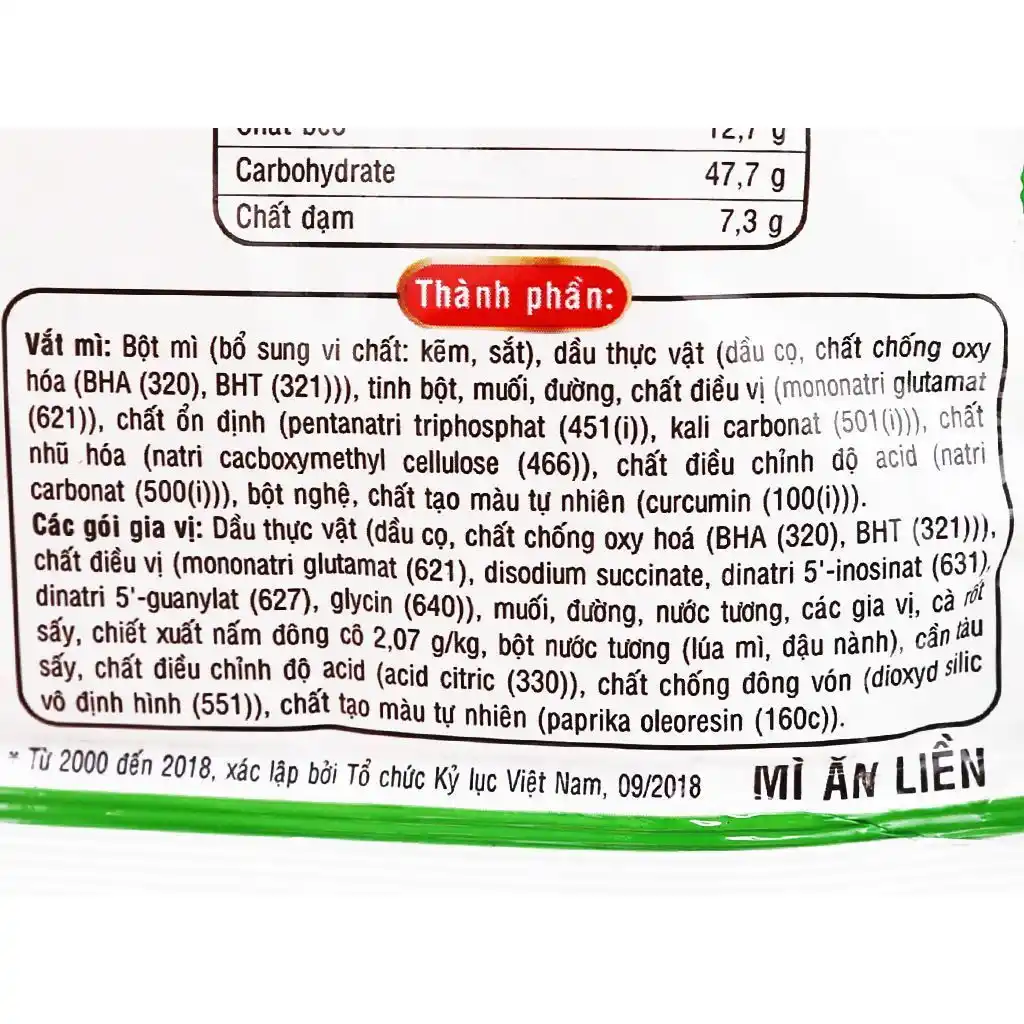 Chất béo 12,7 g
Carbohydrate 47,7 g
Chất đạm 7,3 g
Thành phần:
Vắt mì: Bột mì (bổ sung vi chất: kẽm, sắt), dầu thực vật (dầu cọ, chất chống oxy
hóa (BHA (320), BHT (321))), tinh bột, muối, đường, chất điều vị (mononatri glutamat
(621)), chất ổn định (pentanatri triphosphat (451(i)), kali carbonat (501(i))), chất
nhũ hóa (natri cacboxymethyl cellulose (466)), chất điều chỉnh độ acid (natri
carbonat (500(i))), bột nghệ, chất tạo màu tự nhiên (curcumin (100(i))).
Các gói gia vị: Dầu thực vật (dầu cọ, chất chống oxy hoá (BHA (320), BHT (321))),
chất điều vị (mononatri glutamat (621), disodium succinate, dinatri 5'-inosinat (631),
dinatri 5'-guanylat (627), glycin (640)), muối, đường, nước tương, các gia vị, cà rốt
sấy, chiết xuất nấm đông cô 2,07 g/kg, bột nước tương (lúa mì, đậu nành), cần tàu
sấy, chất điều chỉnh độ acid (acid citric (330)), chất chống đông vón (dioxyd silic
vô định hình (551)), chất tạo màu tự nhiên (paprika oleoresin (160c)).
* Từ 2000 đến 2018, xác lập bởi Tổ chức Kỷ lục Việt Nam, 09/2018 MÌ ĂN LIỀN